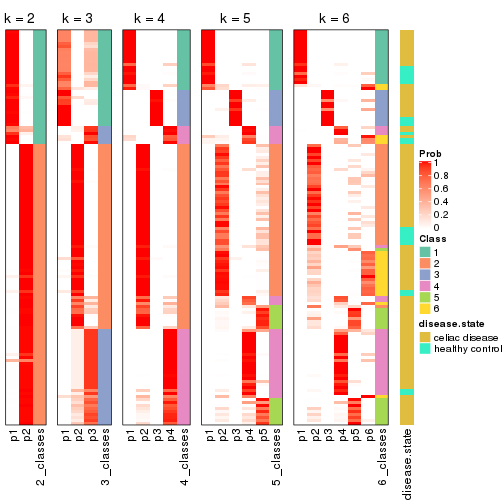 k = 2 k = 3 k = 4 k = 5 k = 6
Prob
1
0.8
0.6
0.4
0.2
0
Class
1
2
3
4
5
6
disease.state
celiac disease
healthy control
p1 p2 2_classes p1 p2 p3 3_classes p1 p2 p3 p4 4_classes p1 p2 p3 p4 p5 5_classes p1 p2 p3 p4 p5 p6 6_classes disease.state